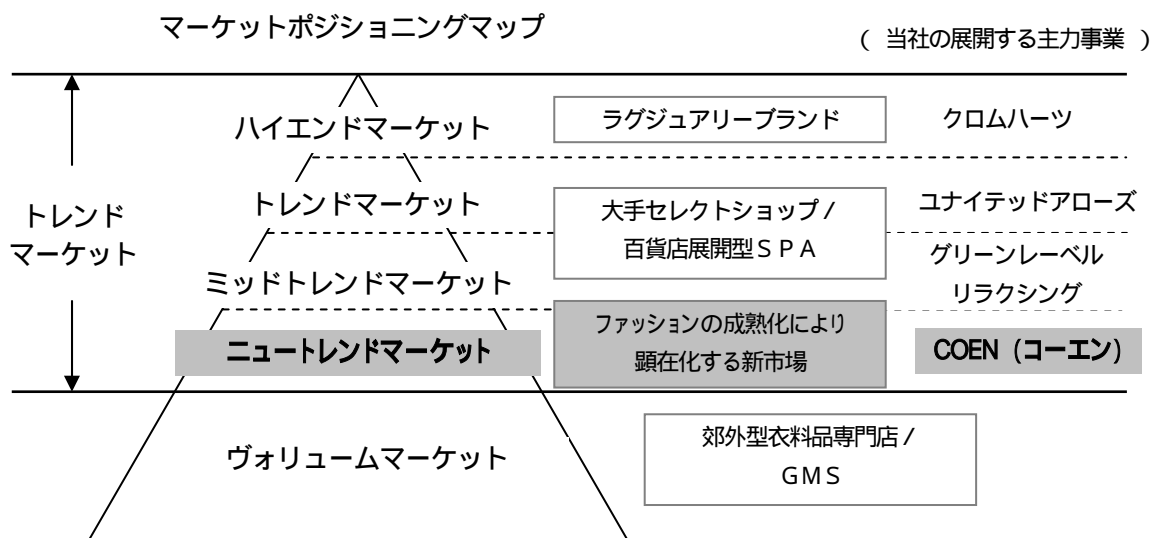 マーケットポジショニングマップ
( 当社の展開する主力事業 )
ハイエンドマーケット
ラグジュアリーブランド
クロムハーツ
トレンド
マーケット
トレンドマーケット
大手セレクトショップ /
百貨店展開型SPA
ユナイテッドアローズ
ミッドトレンドマーケット
グリーンレーベル
リラクシング
ニュートレンドマーケット
ファッションの成熟化により
顕在化する新市場
COEN (コーエン)
ヴォリュームマーケット
郊外型衣料品専門店 /
GMS